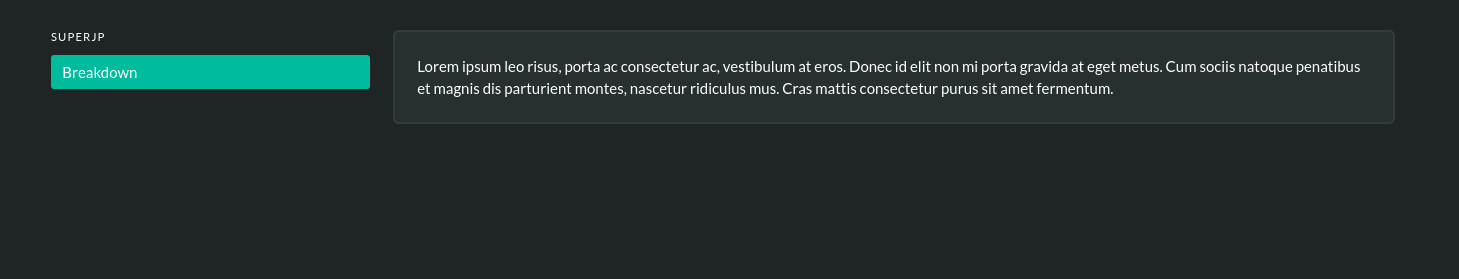 SUPERJP
Breakdown
Lorem ipsum leo risus, porta ac consectetur ac, vestibulum at eros. Donec id elit non mi porta gravida at eget metus. Cum sociis natoque penatibus
et magnis dis parturient montes, nascetur ridiculus mus. Cras mattis consectetur purus sit amet fermentum.